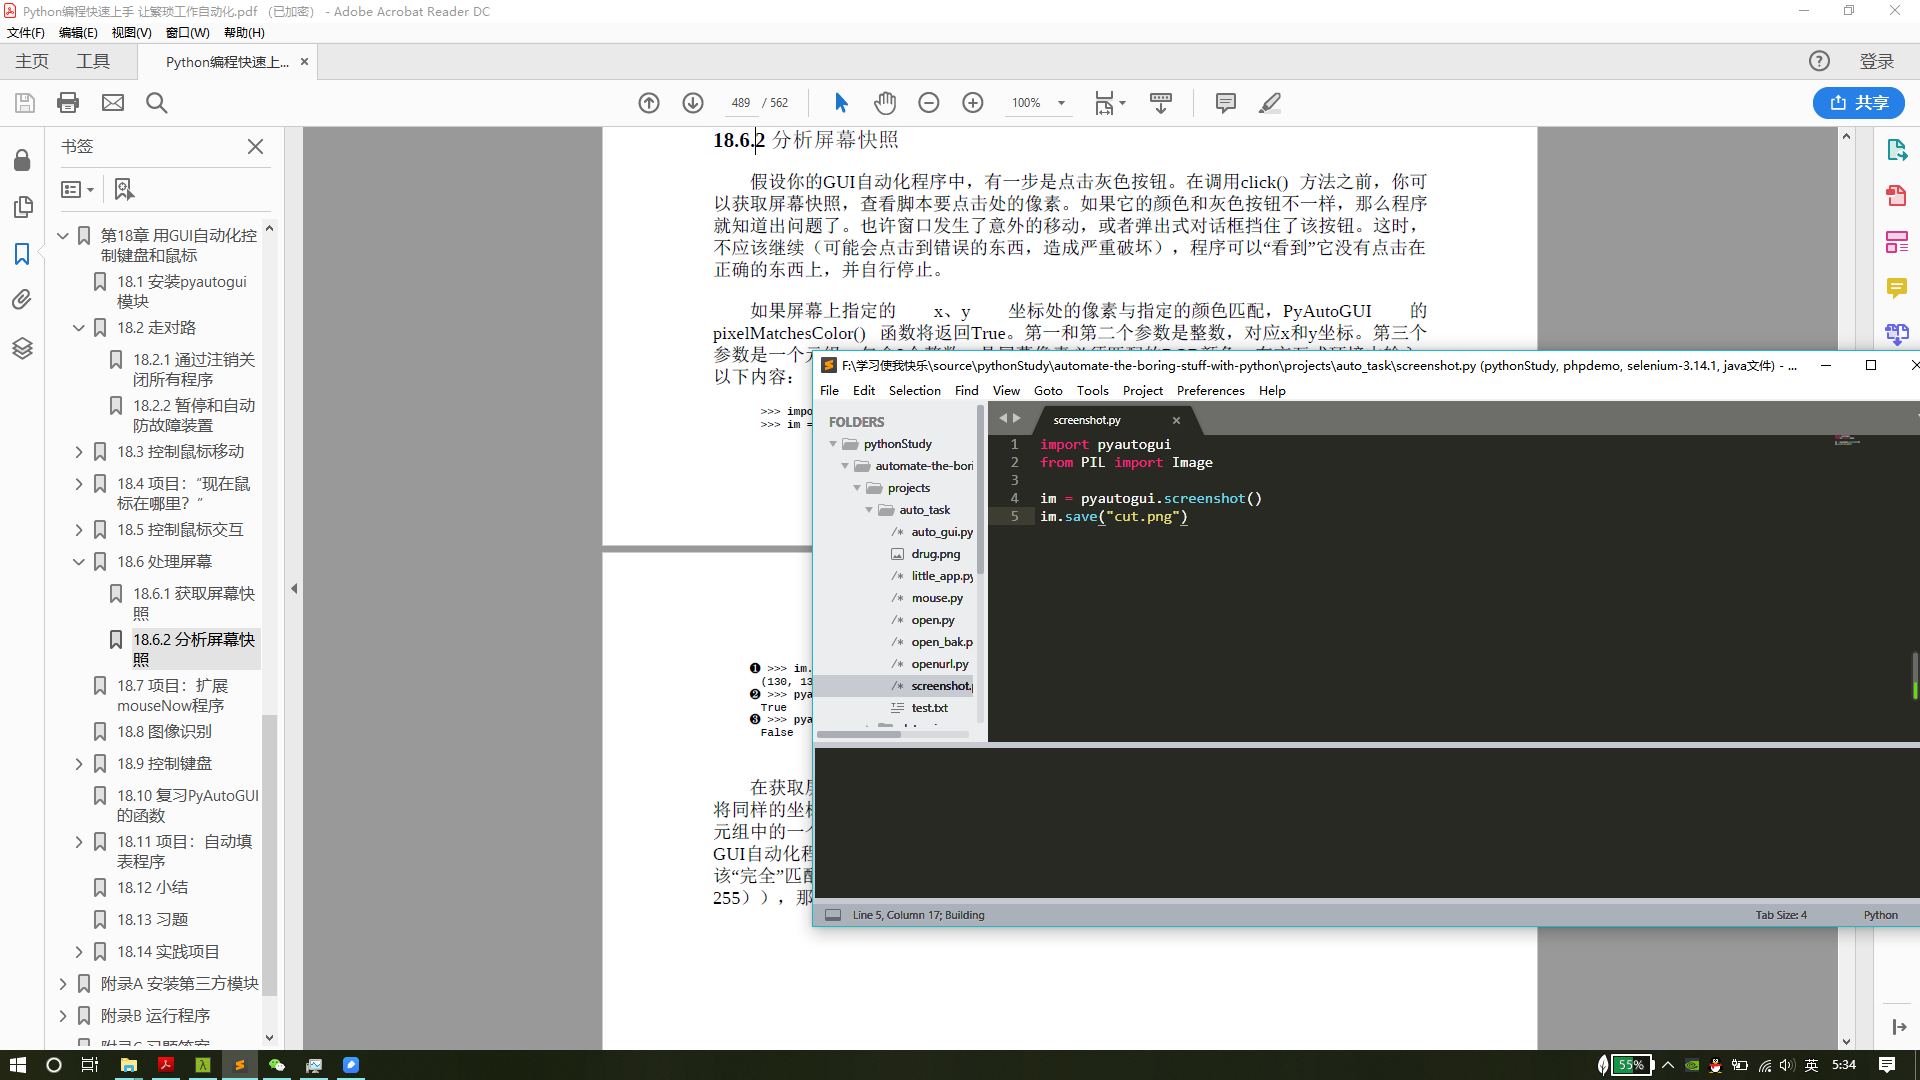 Python编程快速上手 让繁琐工作自动化.pdf （已加密） - Adobe Acrobat Reader DC
文件(F) 编辑(E) 视图(V) 窗口(W) 帮助(H)
主页 工具 Python编程快速上... × 登录
489 / 562 100% 共享
书签
第18章 用GUI自动化控
制键盘和鼠标
18.1 安装pyautogui
模块
18.2 走对路
18.2.1 通过注销关
闭所有程序
18.2.2 暂停和自动
防故障装置
18.3 控制鼠标移动
18.4 项目：“现在鼠
标在哪里？”
18.5 控制鼠标交互
18.6 处理屏幕
18.6.1 获取屏幕快
照
18.6.2 分析屏幕快
照
18.7 项目：扩展
mouseNow程序
18.8 图像识别
18.9 控制键盘
18.10 复习PyAutoGUI
的函数
18.11 项目：自动填
表程序
18.12 小结
18.13 习题
18.14 实践项目
附录A 安装第三方模块
附录B 运行程序
18.6.2 分析屏幕快照
假设你的GUI自动化程序中，有一步是点击灰色按钮。在调用click() 方法之前，你可
以获取屏幕快照，查看脚本要点击处的像素。如果它的颜色和灰色按钮不一样，那么程序
就知道出问题了。也许窗口发生了意外的移动，或者弹出式对话框挡住了该按钮。这时，
不应该继续（可能会点击到错误的东西，造成严重破坏），程序可以“看到”它没有点击在
正确的东西上，并自行停止。
如果屏幕上指定的 x、y 坐标处的像素与指定的颜色匹配，PyAutoGUI 的
pixelMatchesColor() 函数将返回True。第一和第二个参数是整数，对应x和y坐标。第三个
以下内容：
>>> impo
>>> im =
❶ >>> im.
(130, 13
❷ >>> pya
True
❸ >>> pya
False
在获取屏
将同样的坐标
元组中的一个
GUI自动化程
该“完全”匹配
255)），那
F:\学习使我快乐\source\pythonStudy\automate-the-boring-stuff-with-python\projects\auto_task\screenshot.py (pythonStudy, phpdemo, selenium-3.14.1, java文件) - ...
File Edit Selection Find View Goto Tools Project Preferences Help
FOLDERS
pythonStudy
automate-the-bori
projects
auto_task
/* auto_gui.py
drug.png
/* little_app.py
/* mouse.py
/* open.py
/* open_bak.p
/* openurl.py
/* screenshot.p
test.txt
screenshot.py ×
1 import pyautogui
2 from PIL import Image
3
4 im = pyautogui.screenshot()
5 im.save("cut.png")
Line 5, Column 17; Building Tab Size: 4 Python
55% 英 5:34